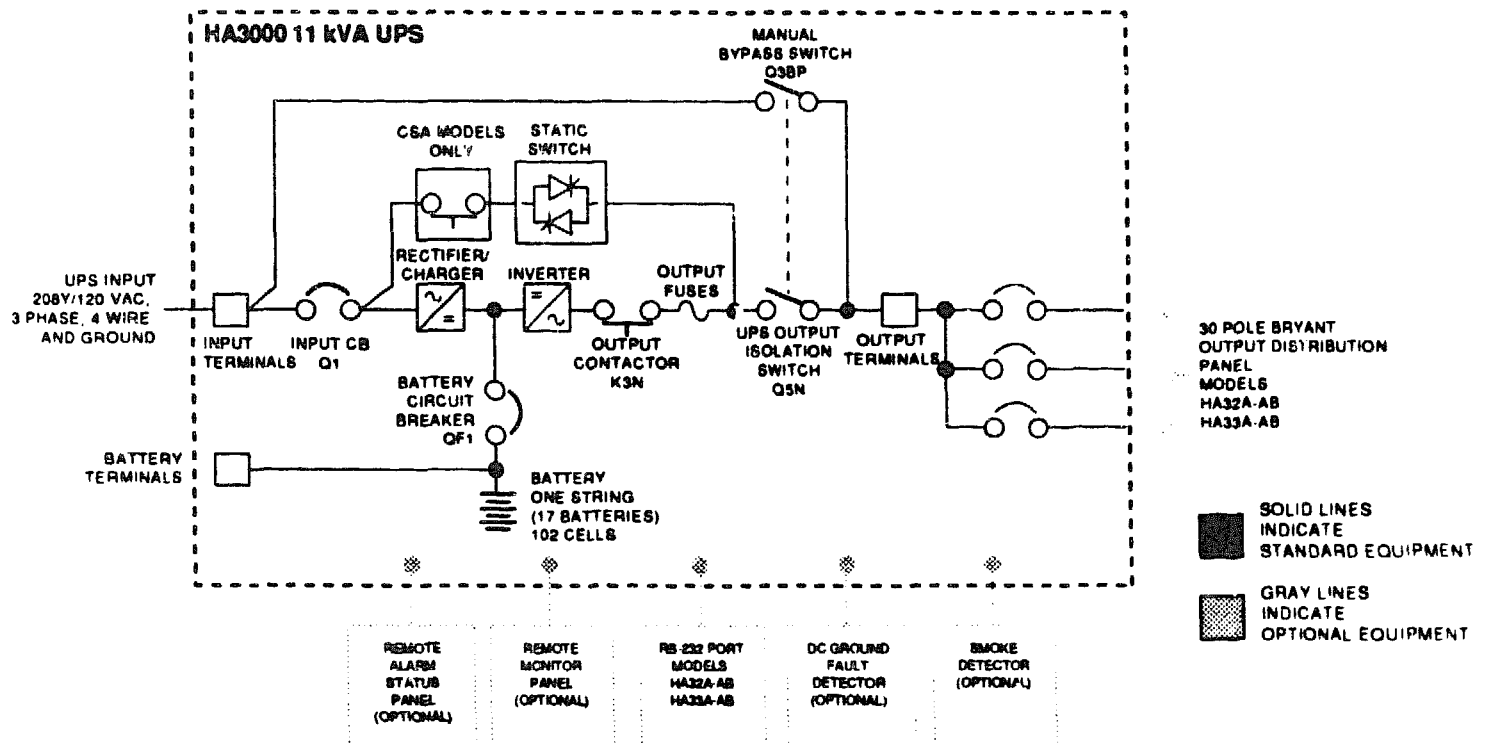 HA3000 11 kVA UPS
MANUAL
BYPASS SWITCH
Q3BP
CSA MODELS
ONLY
STATIC
SWITCH
RECTIFIER/
CHARGER
INVERTER
OUTPUT
FUSES
UPS INPUT
208Y/120 VAC,
3 PHASE, 4 WIRE
AND GROUND
INPUT
TERMINALS
INPUT CB
Q1
OUTPUT
CONTACTOR
K3N
UPS OUTPUT
ISOLATION
SWITCH
Q5N
OUTPUT
TERMINALS
30 POLE BRYANT
OUTPUT DISTRIBUTION
PANEL
MODELS
HA32A-AB
HA33A-AB
BATTERY
CIRCUIT
BREAKER
QF1
BATTERY
TERMINALS
BATTERY
ONE STRING
(17 BATTERIES)
102 CELLS
SOLID LINES
INDICATE
STANDARD EQUIPMENT
GRAY LINES
INDICATE
OPTIONAL EQUIPMENT
REMOTE
ALARM
STATUS
PANEL
(OPTIONAL)
REMOTE
MONITOR
PANEL
(OPTIONAL)
RS-232 PORT
MODELS
HA32A-AB
HA33A-AB
DC GROUND
FAULT
DETECTOR
(OPTIONAL)
SMOKE
DETECTOR
(OPTIONAL)